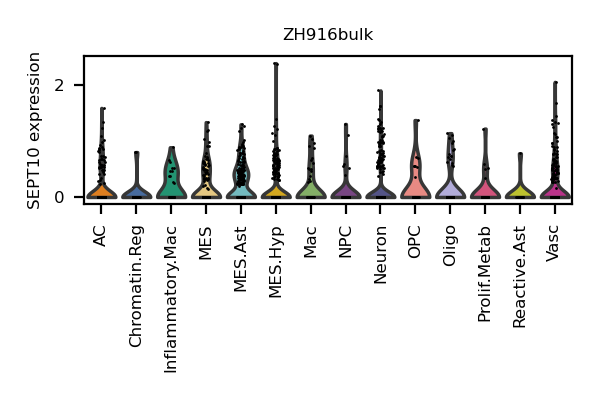 ZH916bulk
SEPT10 expression
2
0
AC
Chromatin.Reg
Inflammatory.Mac
MES
MES.Ast
MES.Hyp
Mac
NPC
Neuron
OPC
Oligo
Prolif.Metab
Reactive.Ast
Vasc